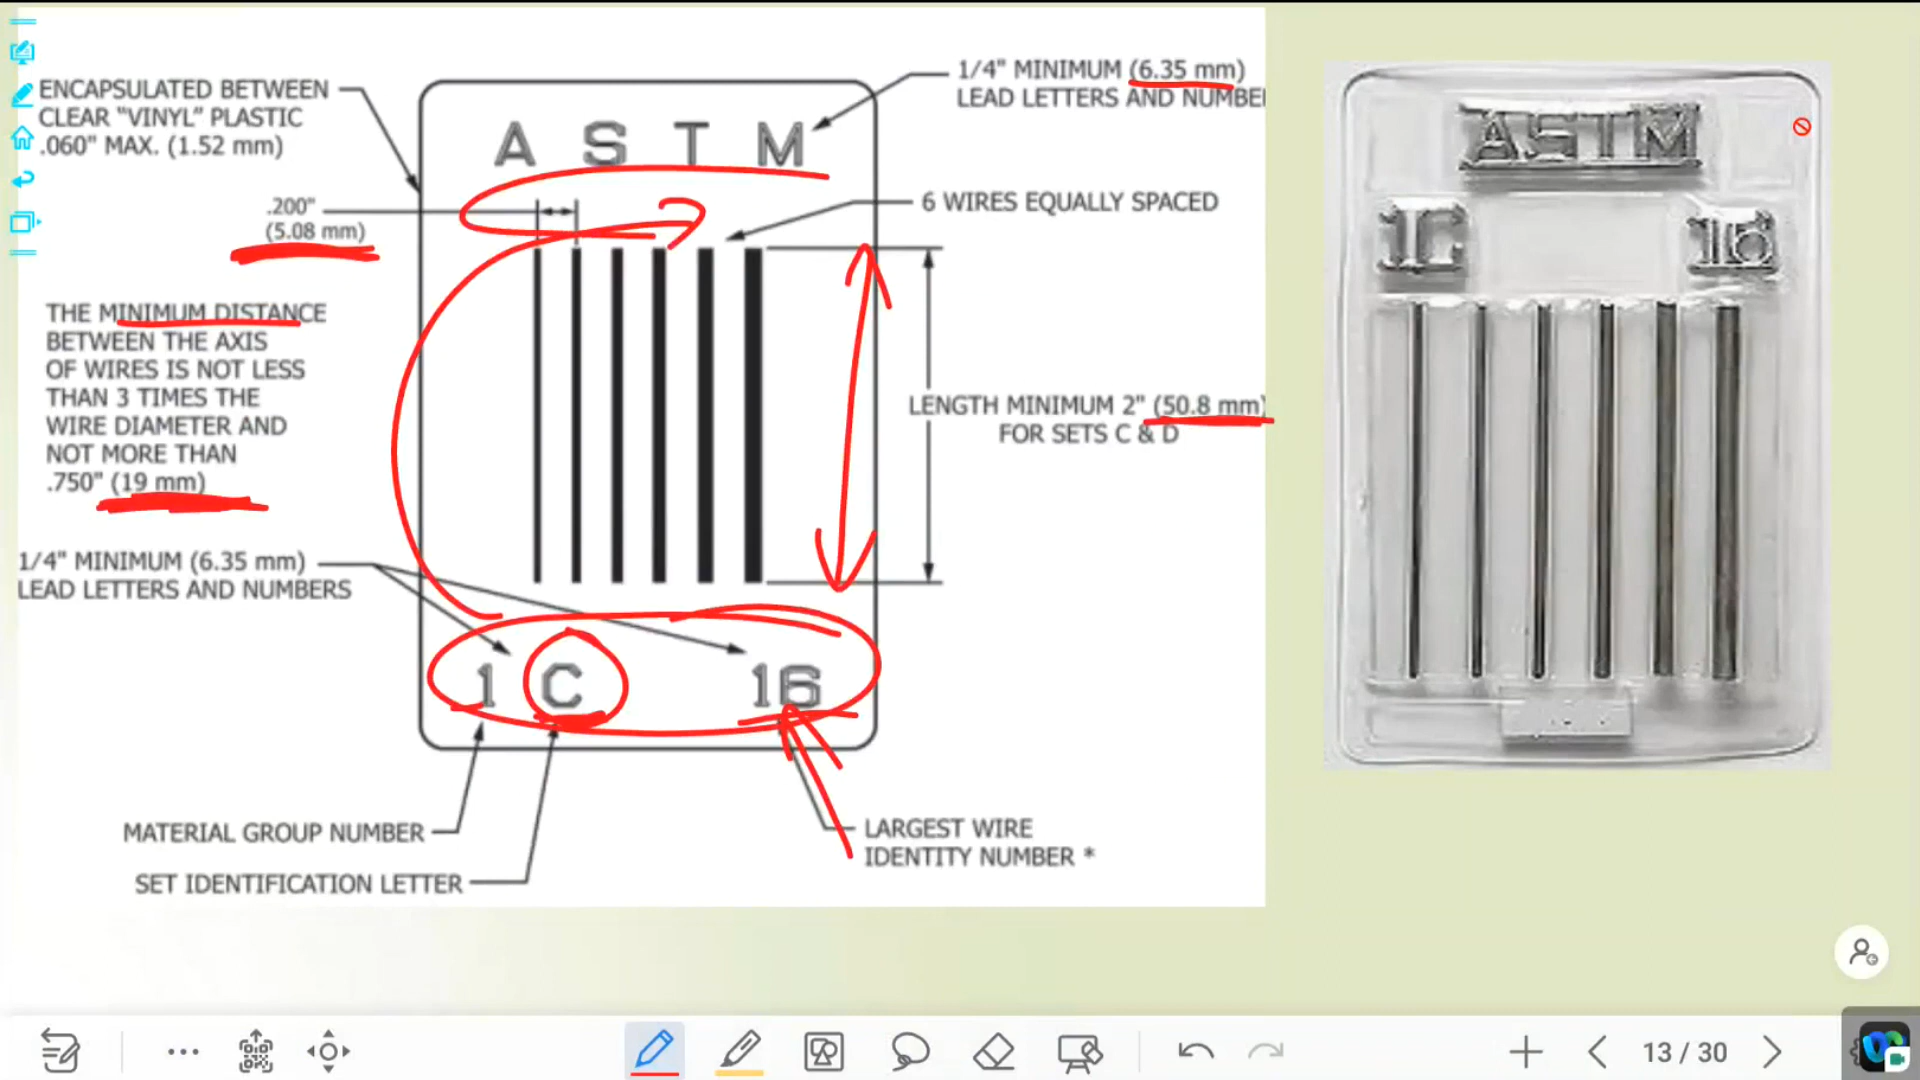 ENCAPSULATED BETWEEN
CLEAR “VINYL” PLASTIC
.060" MAX. (1.52 mm)
1/4" MINIMUM (6.35 mm)
LEAD LETTERS AND NUMBE
A S T M
.200"
(5.08 mm)
6 WIRES EQUALLY SPACED
THE MINIMUM DISTANCE
BETWEEN THE AXIS
OF WIRES IS NOT LESS
THAN 3 TIMES THE
WIRE DIAMETER AND
NOT MORE THAN
.750" (19 mm)
LENGTH MINIMUM 2" (50.8 mm)
FOR SETS C & D
1/4" MINIMUM (6.35 mm)
LEAD LETTERS AND NUMBERS
1 C 16
MATERIAL GROUP NUMBER
SET IDENTIFICATION LETTER
LARGEST WIRE
IDENTITY NUMBER *
ASTM
1C 16
13 / 30